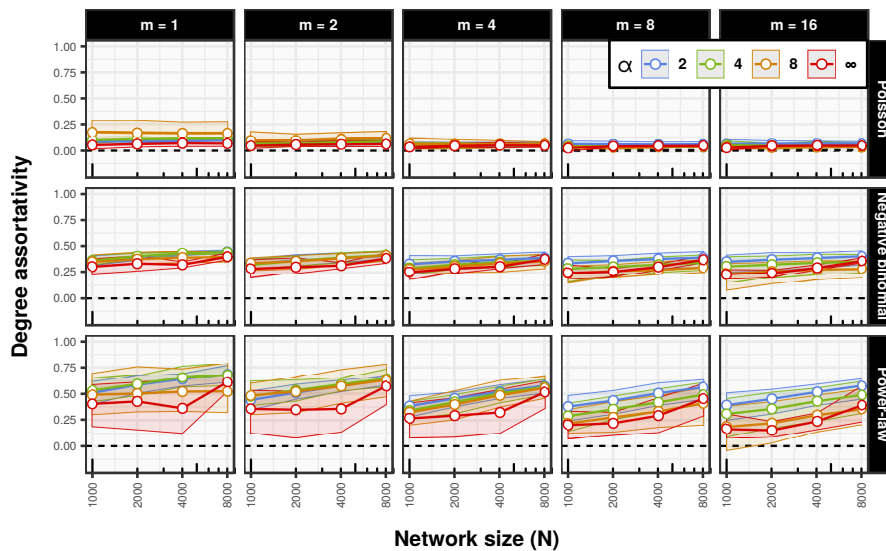 m = 1 m = 2 m = 4 m = 8 m = 16
α 2 4 8 ∞
Degree assortativity
1.00
0.75
0.50
0.25
0.00
Poisson
1.00
0.75
0.50
0.25
0.00
Negative binomial
1.00
0.75
0.50
0.25
0.00
Power-law
1000 2000 4000 8000 1000 2000 4000 8000 1000 2000 4000 8000 1000 2000 4000 8000 1000 2000 4000 8000
Network size (N)